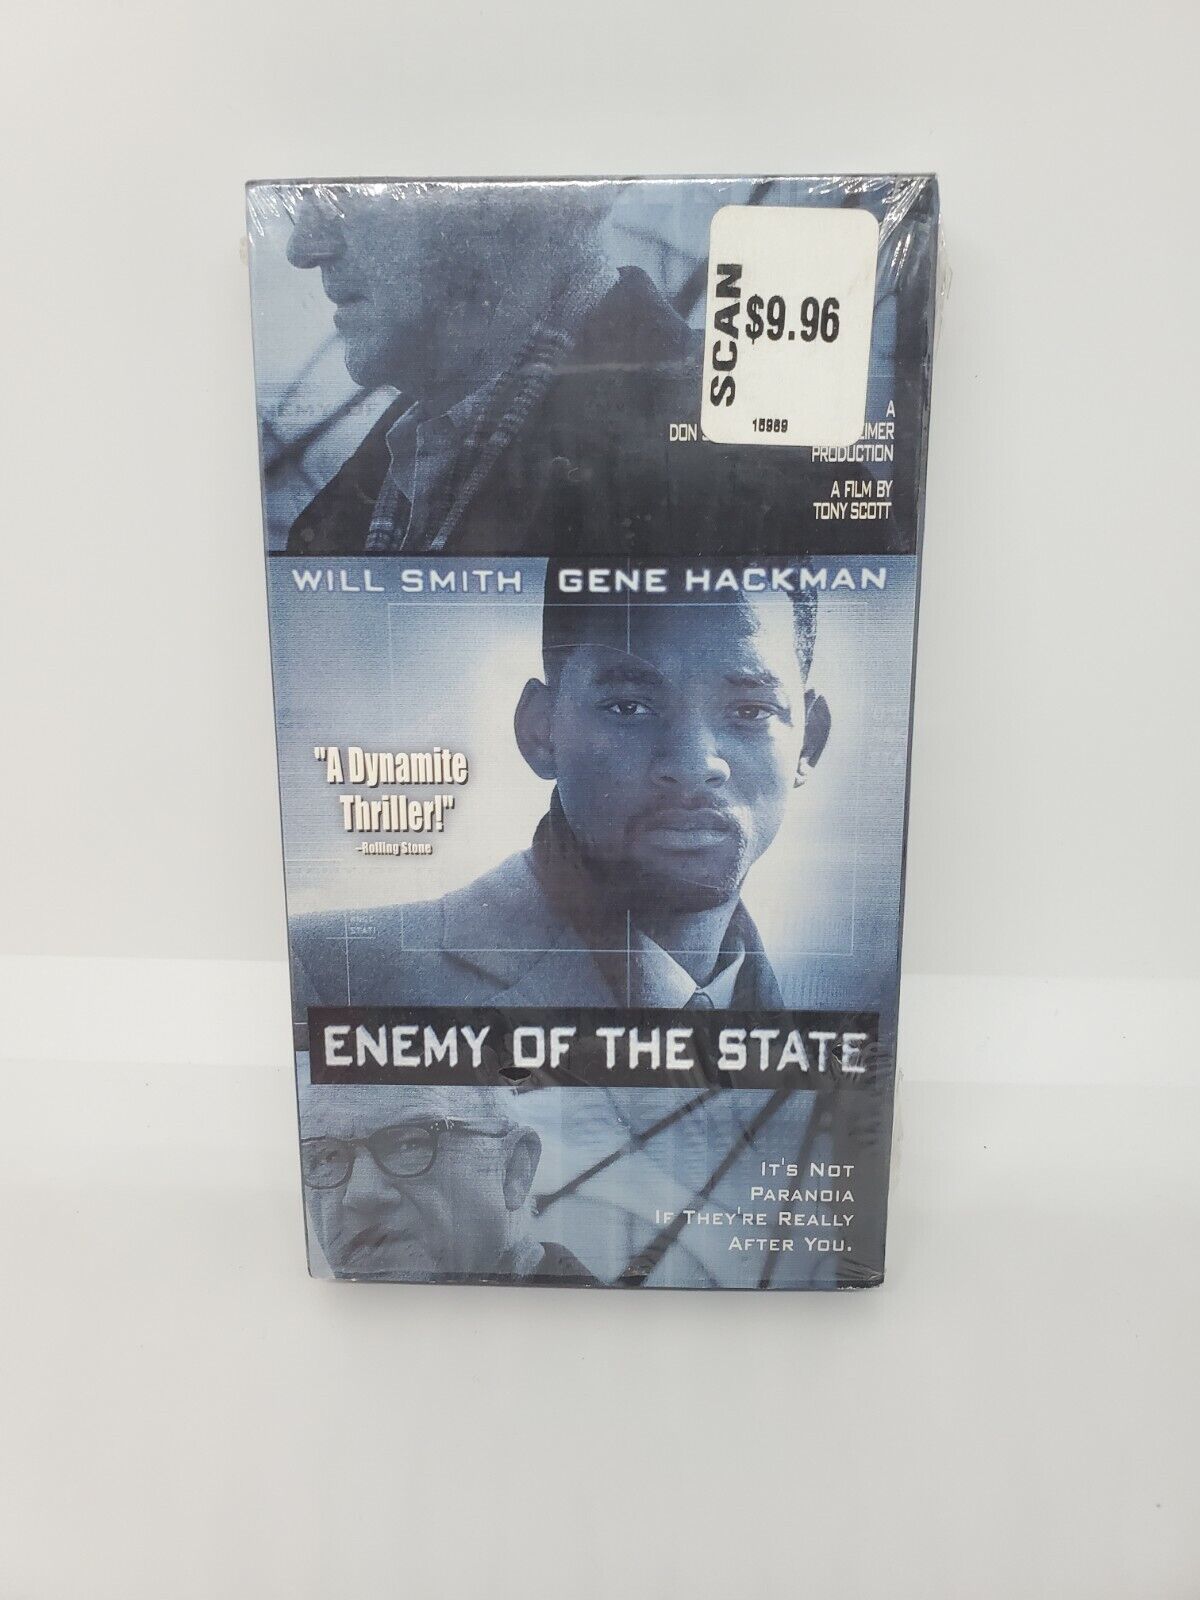 SCAN
$9.96
15989
A
DON
PRODUCTION
A FILM BY
TONY SCOTT
WILL SMITH GENE HACKMAN
"A Dynamite
Thriller!"
–Rolling Stone
ENEMY OF THE STATE
IT'S NOT
PARANOIA
IF THEY'RE REALLY
AFTER YOU.